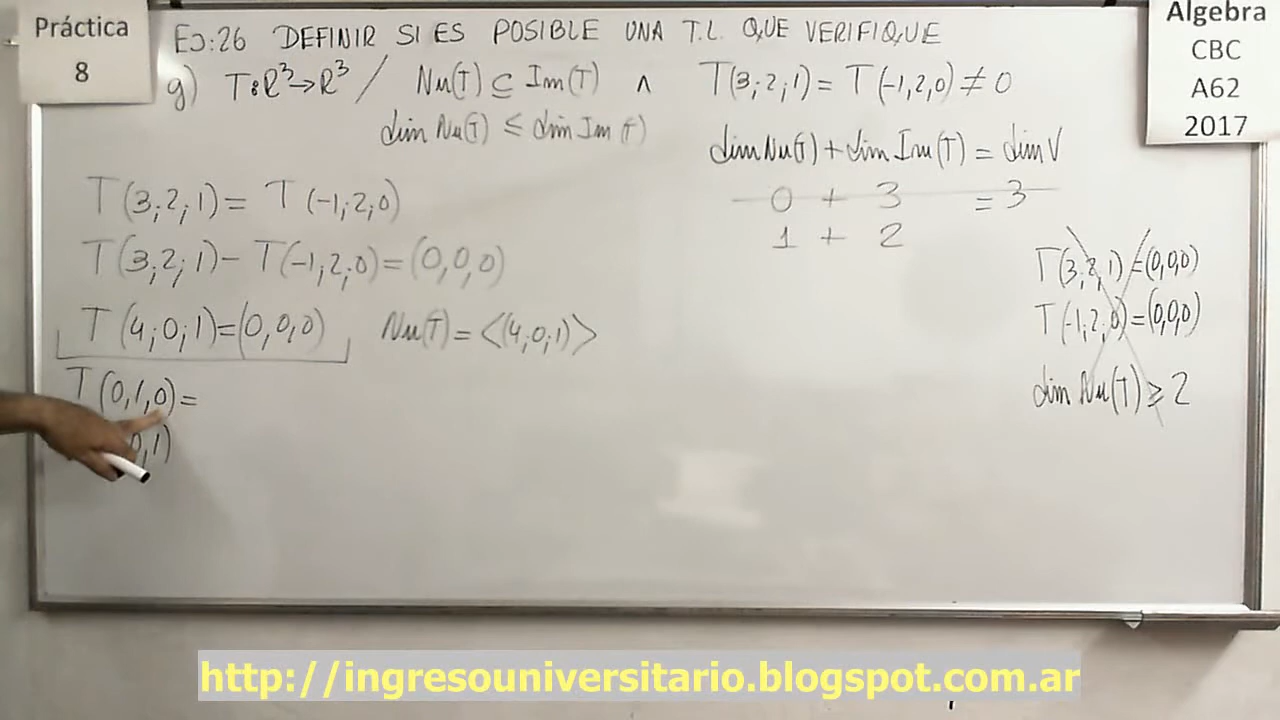 Práctica
8
Algebra
CBC
A62
2017
EJ:26 DEFINIR SI ES POSIBLE UNA T.L. QUE VERIFIQUE
g) T:R³→R³ / Nu(T) ⊆ Im(T) ∧ T(3;2;1) = T(-1,2,0) ≠ 0
dim Nu(T) ≤ dim Im(T)
dim Nu(T) + dim Im(T) = dim V
0 + 3 = 3
1 + 2
T(3;2;1) = T(-1;2;0)
T(3;2;1) - T(-1;2;0) = (0,0,0)
T(4;0;1) = (0,0,0) Nu(T) = <(4;0;1)>
T(0,1,0) =
0,1)
T(3;2,1) = (0,0,0)
T(-1,2,0) = (0,0,0)
dim Nu(T) ≥ 2
http://ingresouniversitario.blogspot.com.ar